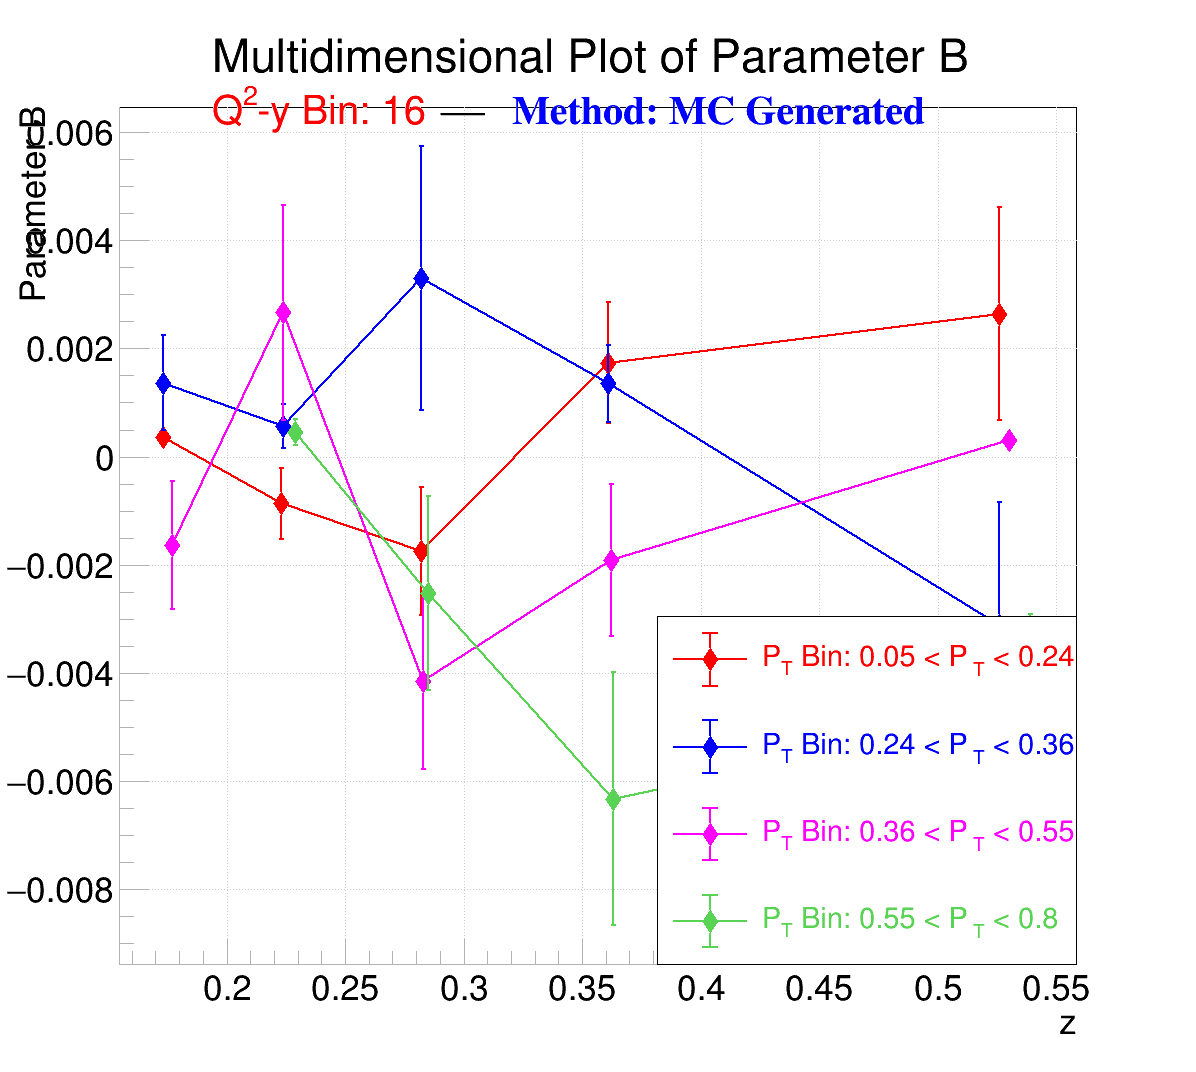 Multidimensional Plot of Parameter B
Q2-y Bin: 16 — Method: MC Generated
Parameter B
0.006
0.004
0.002
0
−0.002
−0.004
−0.006
−0.008
PT Bin: 0.05 < PT < 0.24
PT Bin: 0.24 < PT < 0.36
PT Bin: 0.36 < PT < 0.55
PT Bin: 0.55 < PT < 0.8
0.2 0.25 0.3 0.35 0.4 0.45 0.5 0.55
z